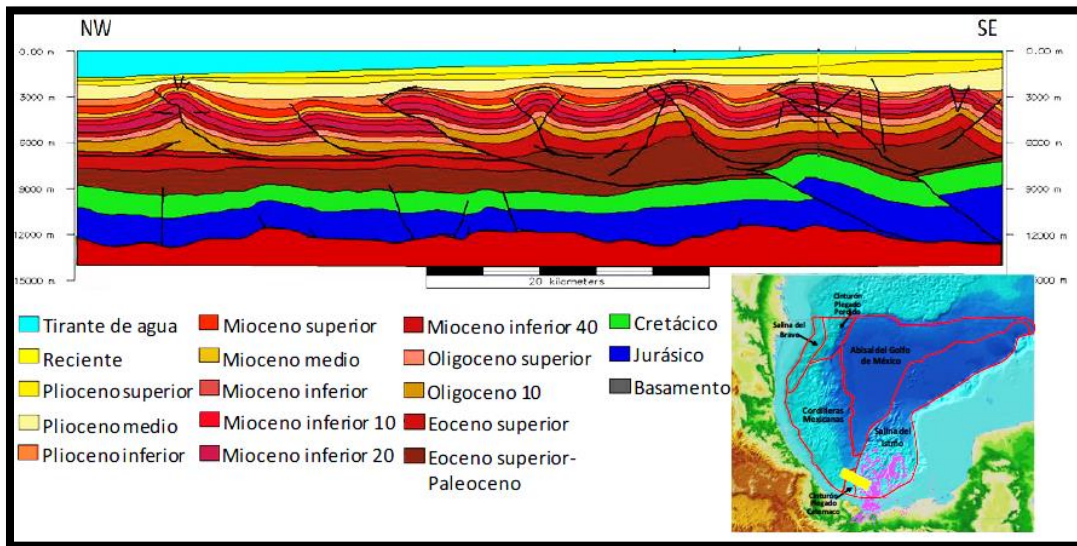 NW
SE
0.00 m
0.00 m
3000 m
3000 m
6000 m
6000 m
9000 m
9000 m
12000 m
12000 m
15000 m
20 kilometers
Tirante de agua
Reciente
Plioceno superior
Plioceno medio
Plioceno inferior
Mioceno superior
Mioceno medio
Mioceno inferior
Mioceno inferior 10
Mioceno inferior 20
Mioceno inferior 40
Oligoceno superior
Oligoceno 10
Eoceno superior
Eoceno superior-
Paleoceno
Cretácico
Jurásico
Basamento
Cinturón
Plegado
Perdido
Salina del
Bravo
Abisal del Golfo
de México
Cordilleras
Mexicanas
Salina del
Istmo
Cinturón
Plegado
Catemaco